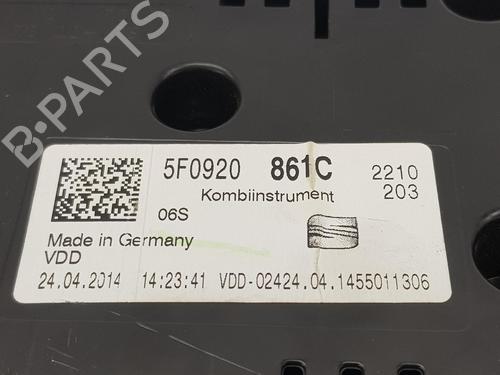 B-PARTS
5F0920 861C 2210
Kombiinstrument 203
06S
Made in Germany
VDD
24.04.2014 14:23:41 VDD-02424.04.1455011306